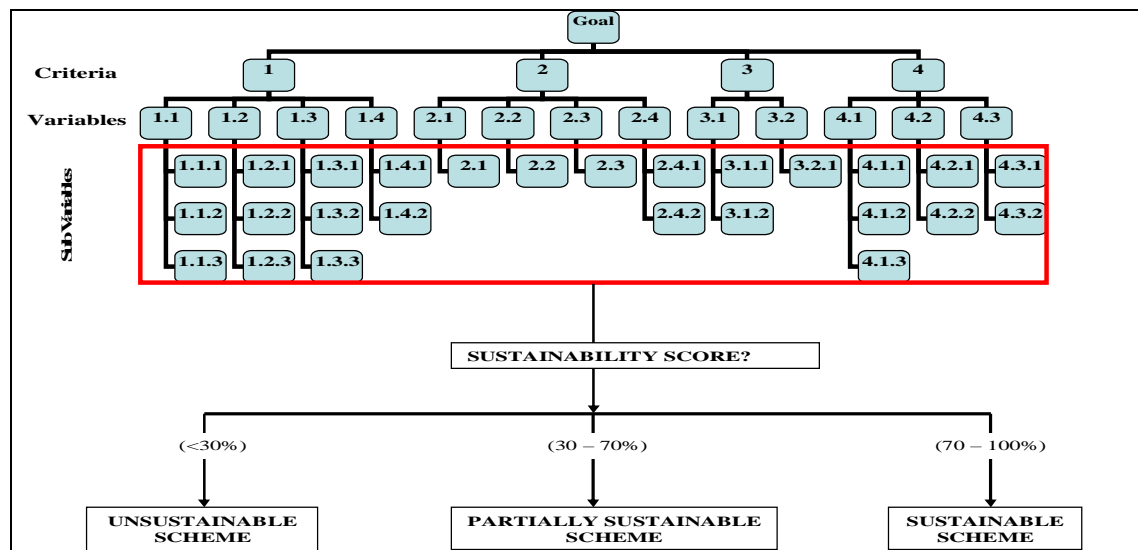 Goal
Criteria 1 2 3 4
Variables 1.1 1.2 1.3 1.4 2.1 2.2 2.3 2.4 3.1 3.2 4.1 4.2 4.3
Sub Variables
1.1.1 1.2.1 1.3.1 1.4.1 2.1 2.2 2.3 2.4.1 3.1.1 3.2.1 4.1.1 4.2.1 4.3.1
1.1.2 1.2.2 1.3.2 1.4.2 2.4.2 3.1.2 4.1.2 4.2.2 4.3.2
1.1.3 1.2.3 1.3.3 4.1.3
SUSTAINABILITY SCORE?
(<30%) (30 – 70%) (70 – 100%)
UNSUSTAINABLE PARTIALLY SUSTAINABLE SUSTAINABLE
SCHEME SCHEME SCHEME